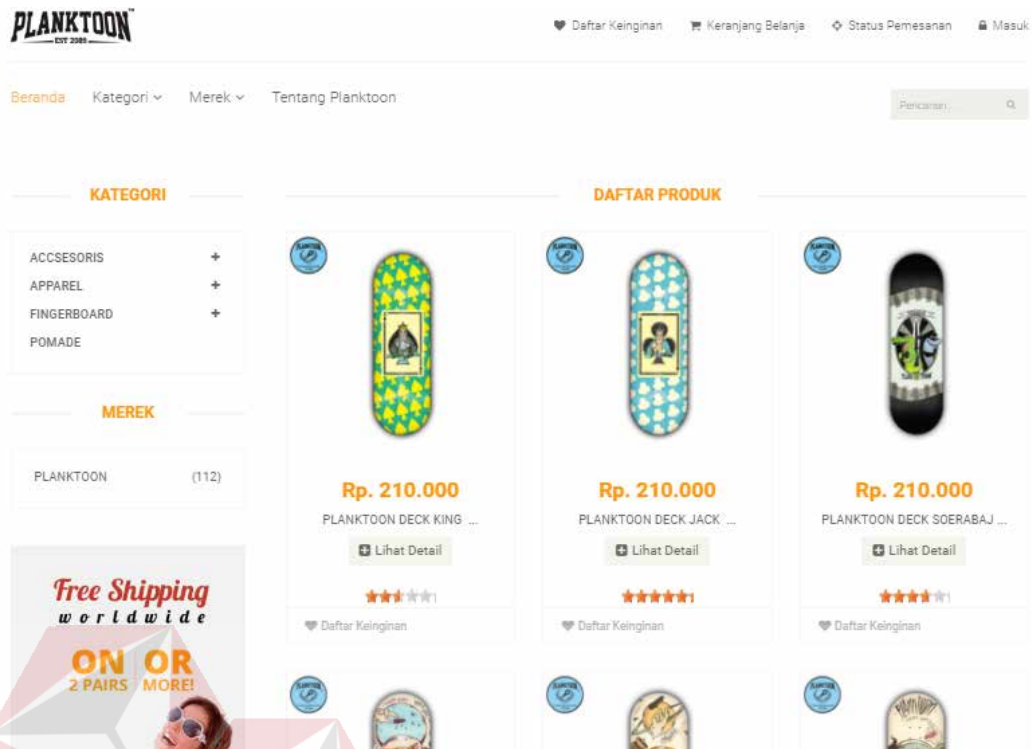 PLANKTOON™
EST 2009
Daftar Keinginan
Keranjang Belanja
Status Pemesanan
Masuk
Beranda
Kategori
Merek
Tentang Planktoon
Pencarian...
KATEGORI
ACCSESORIS +
APPAREL +
FINGERBOARD +
POMADE
MEREK
PLANKTOON (112)
Free Shipping
worldwide
ON OR
2 PAIRS MORE!
DAFTAR PRODUK
Rp. 210.000
PLANKTOON DECK KING ...
Lihat Detail
Daftar Keinginan
Rp. 210.000
PLANKTOON DECK JACK ...
Lihat Detail
Daftar Keinginan
Rp. 210.000
PLANKTOON DECK SOERABAJ ...
Lihat Detail
Daftar Keinginan